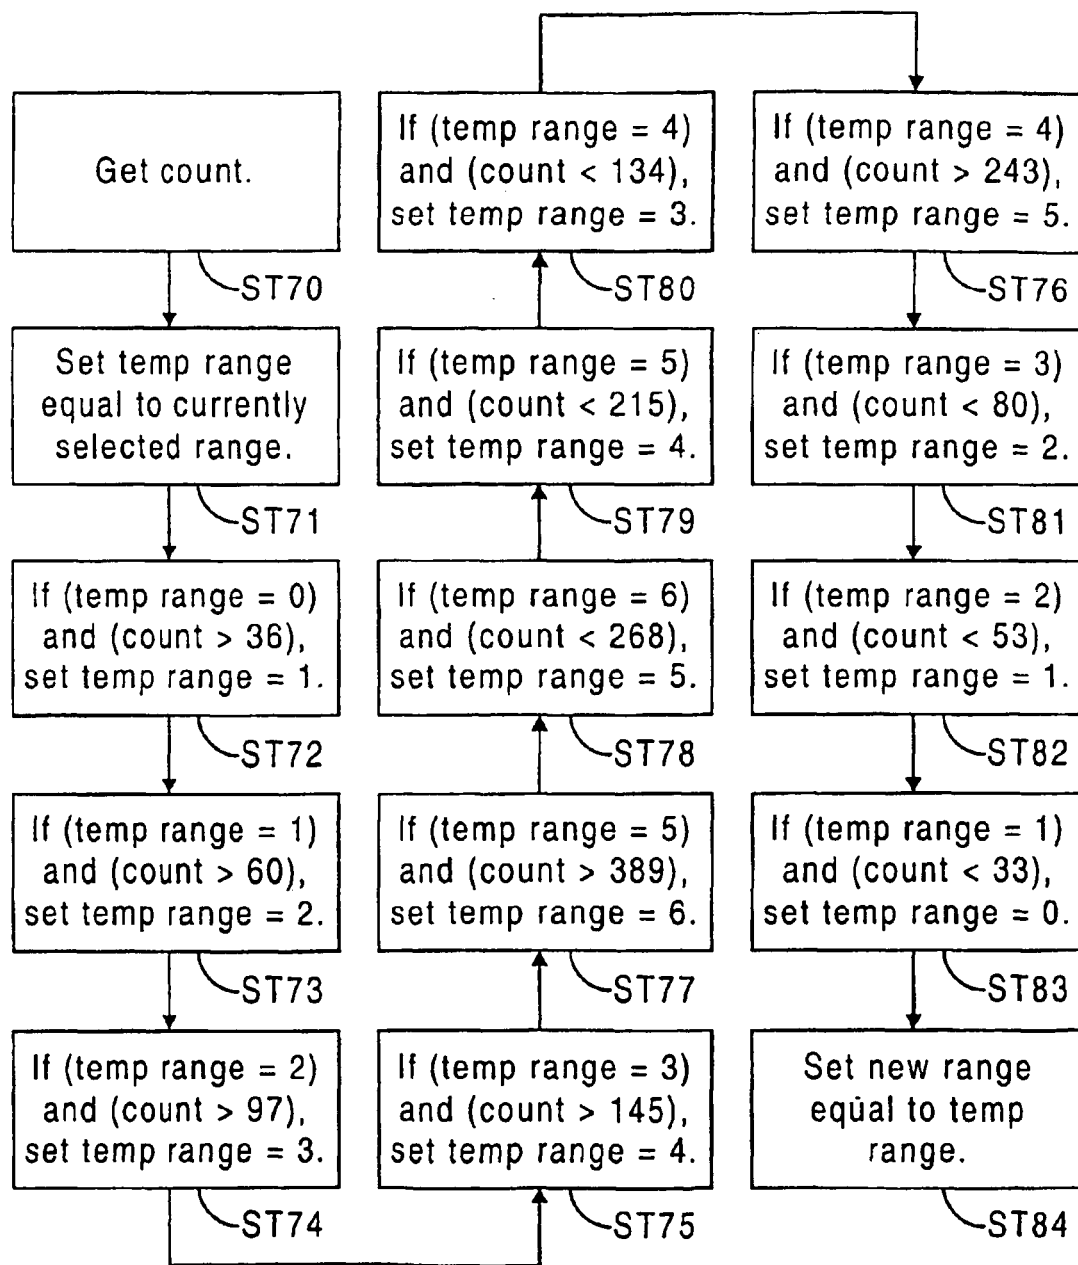 Get count.
ST70
Set temp range
equal to currently
selected range.
ST71
If (temp range = 0)
and (count > 36),
set temp range = 1.
ST72
If (temp range = 1)
and (count > 60),
set temp range = 2.
ST73
If (temp range = 2)
and (count > 97),
set temp range = 3.
ST74
If (temp range = 3)
and (count > 145),
set temp range = 4.
ST75
If (temp range = 5)
and (count > 389),
set temp range = 6.
ST77
If (temp range = 6)
and (count < 268),
set temp range = 5.
ST78
If (temp range = 5)
and (count < 215),
set temp range = 4.
ST79
If (temp range = 4)
and (count < 134),
set temp range = 3.
ST80
If (temp range = 4)
and (count > 243),
set temp range = 5.
ST76
If (temp range = 3)
and (count < 80),
set temp range = 2.
ST81
If (temp range = 2)
and (count < 53),
set temp range = 1.
ST82
If (temp range = 1)
and (count < 33),
set temp range = 0.
ST83
Set new range
equal to temp
range.
ST84